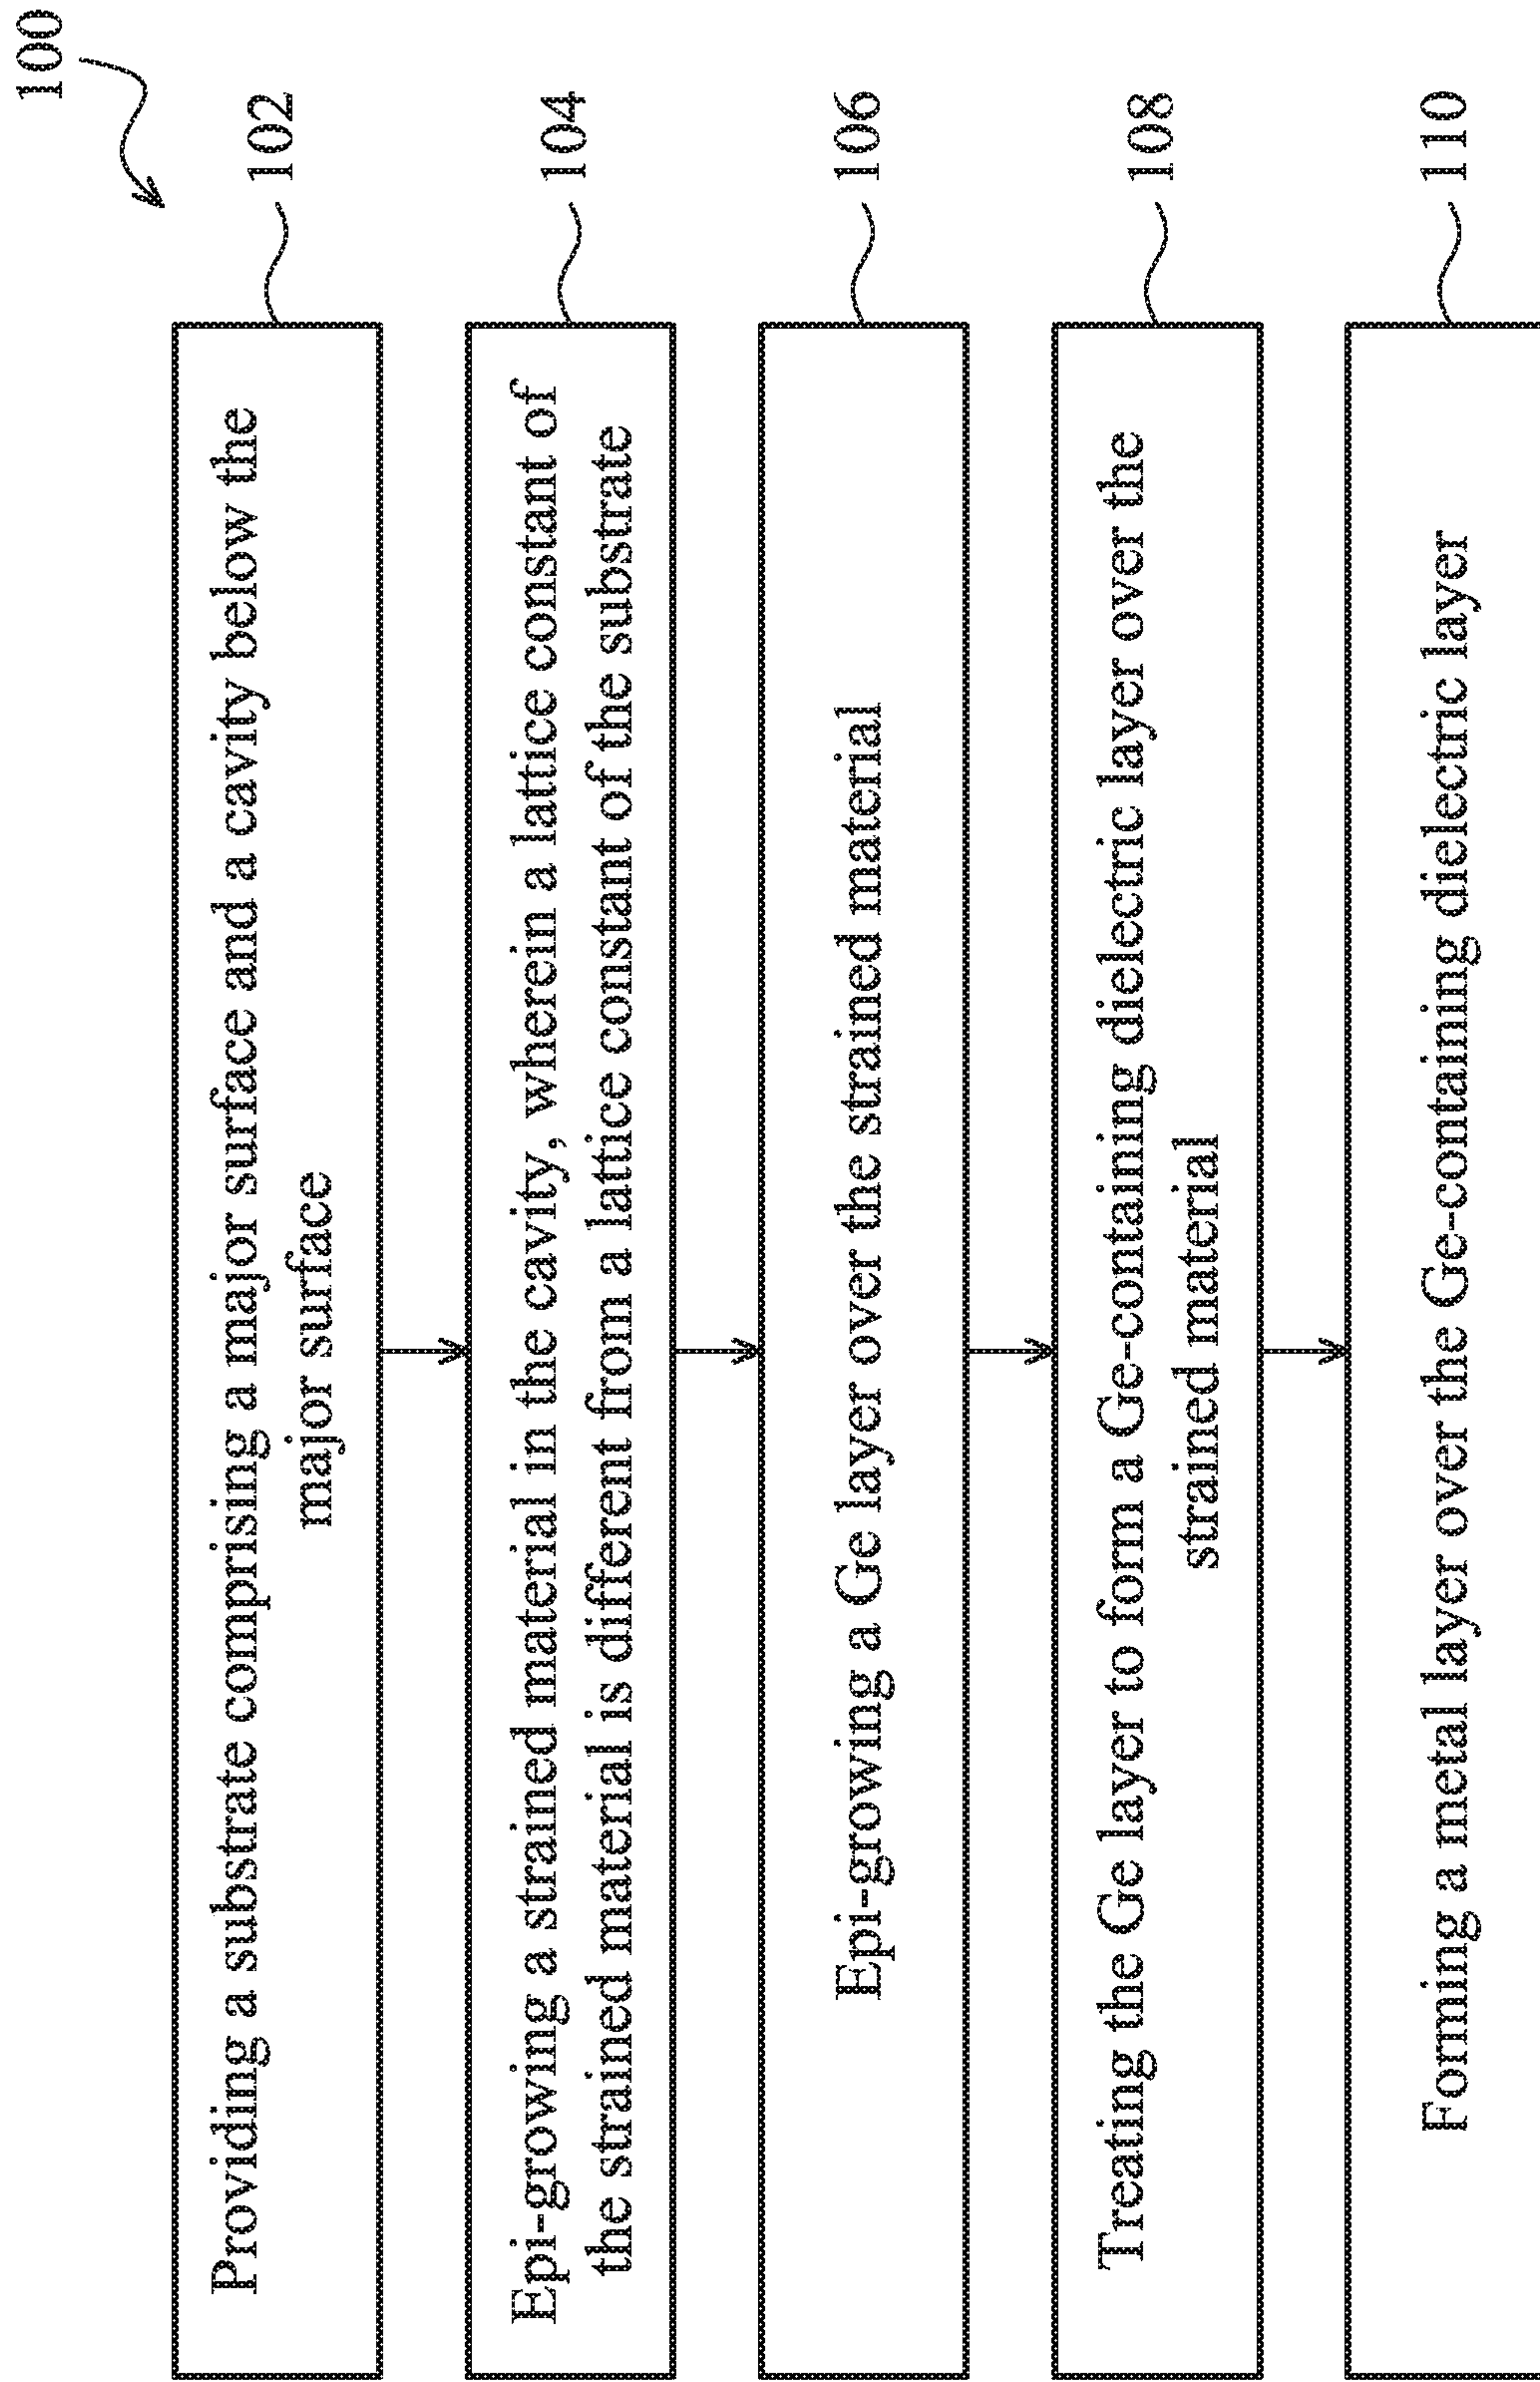 100
Providing a substrate comprising a major surface and a cavity below the
major surface
102
Epi-growing a strained material in the cavity, wherein a lattice constant of
the strained material is different from a lattice constant of the substrate
104
Epi-growing a Ge layer over the strained material
106
Treating the Ge layer to form a Ge-containing dielectric layer over the
strained material
108
Forming a metal layer over the Ge-containing dielectric layer
110